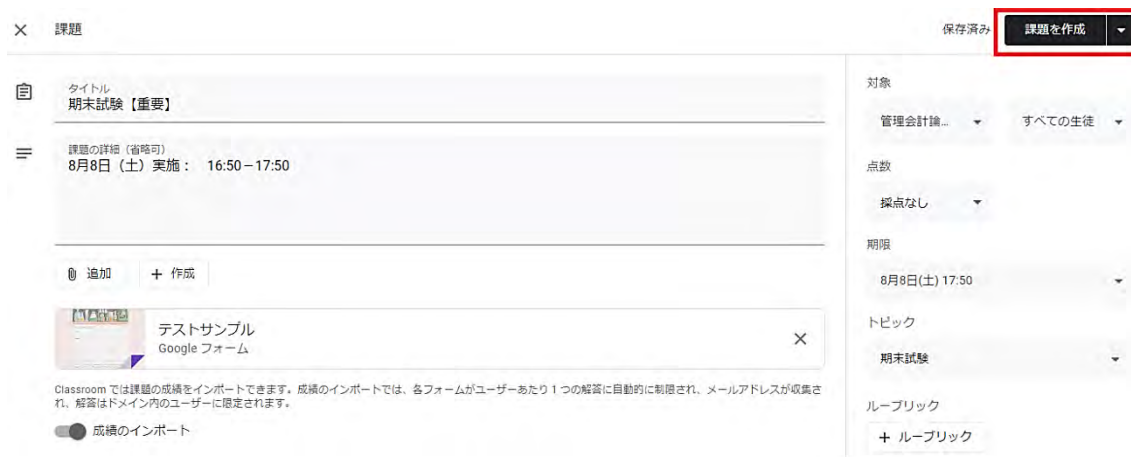 課題
保存済み
課題を作成
タイトル
期末試験【重要】
課題の詳細（省略可）
8月8日（土）実施： 16:50－17:50
追加
作成
テストサンプル
Google フォーム
Classroom では課題の成績をインポートできます。成績のインポートでは、各フォームがユーザーあたり 1 つの解答に自動的に制限され、メールアドレスが収集さ
れ、解答はドメイン内のユーザーに限定されます。
成績のインポート
対象
管理会計論...
すべての生徒
点数
採点なし
期限
8月8日(土) 17:50
トピック
期末試験
ルーブリック
+ ルーブリック